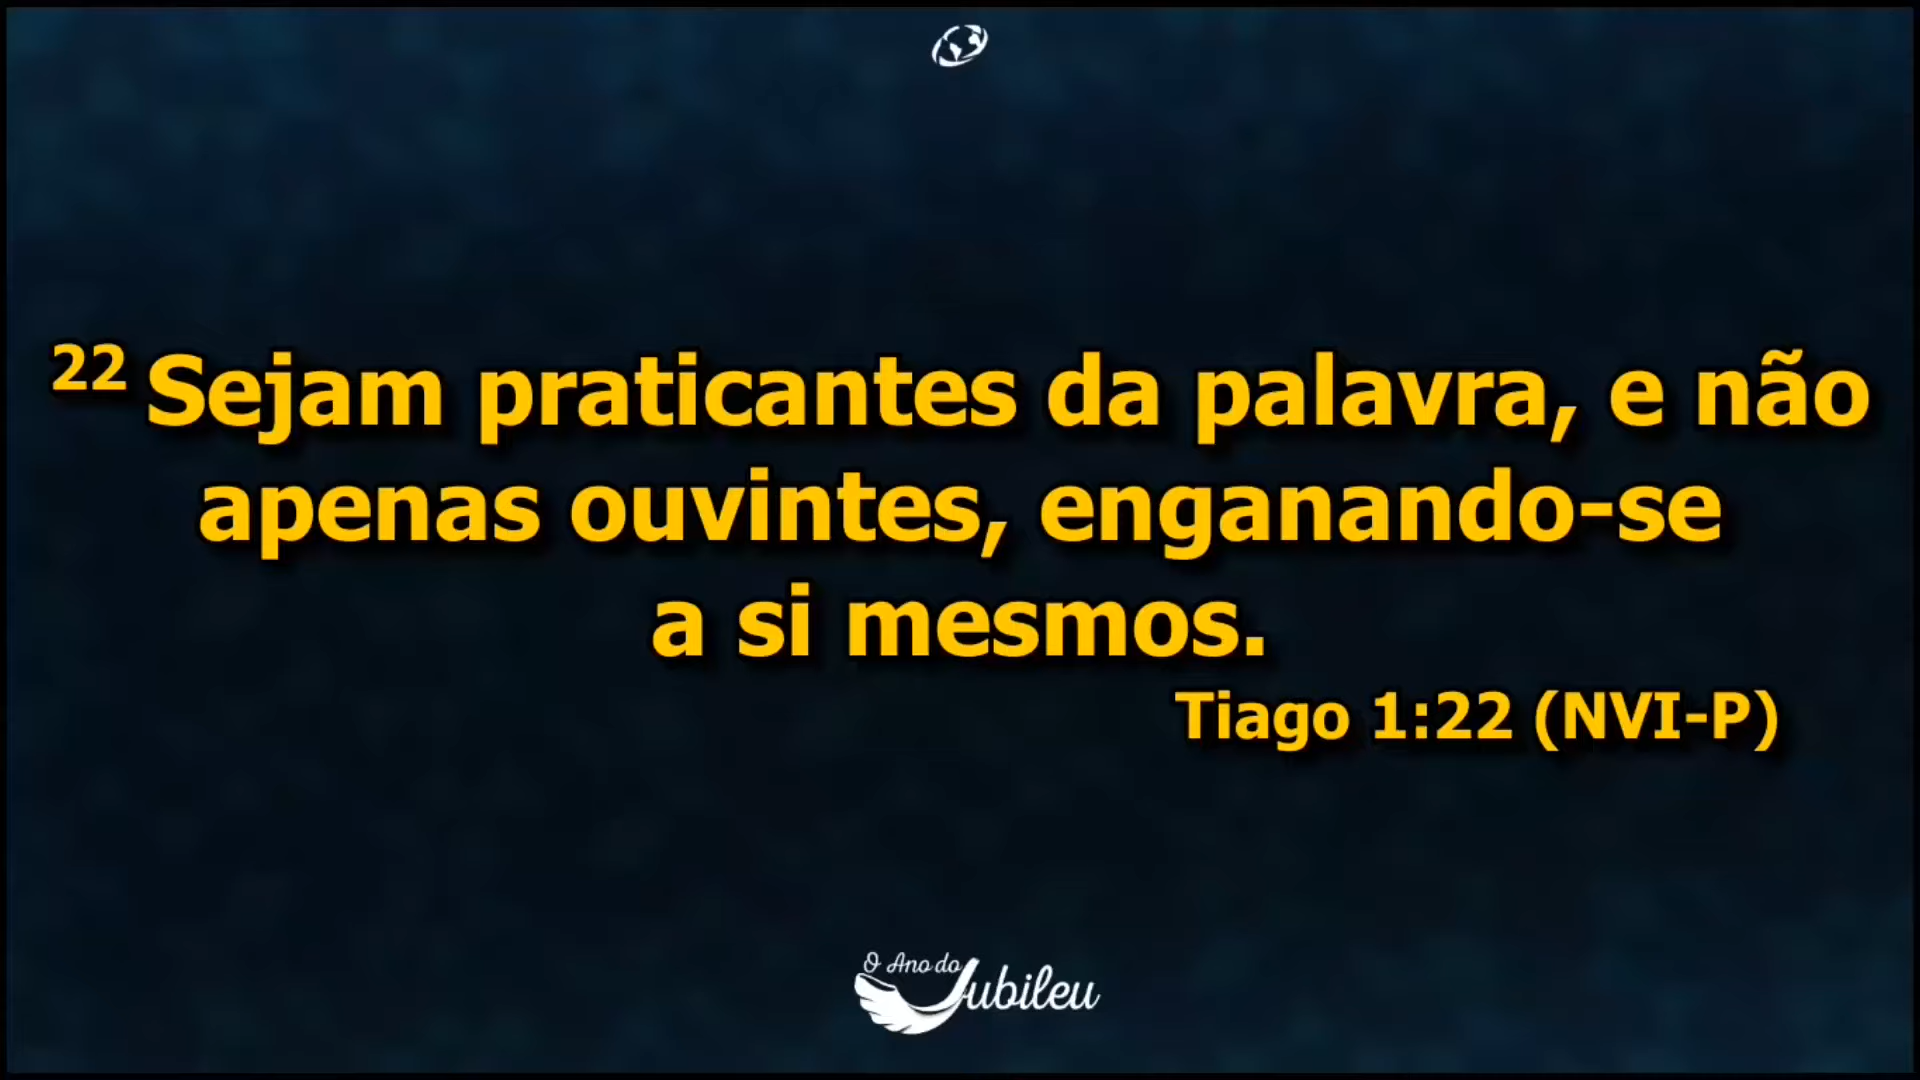 22 Sejam praticantes da palavra, e não
apenas ouvintes, enganando-se
a si mesmos.
Tiago 1:22 (NVI-P)
O Ano do
Jubileu